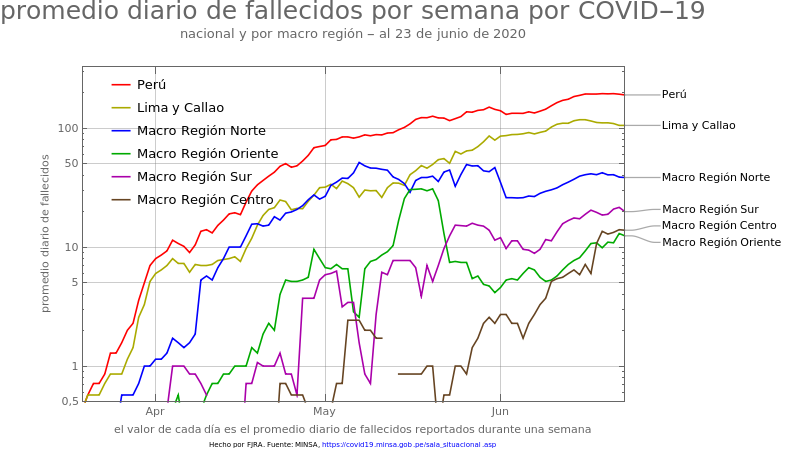 promedio diario de fallecidos por semana por COVID‒19
nacional y por macro región – al 23 de junio de 2020
Perú
Lima y Callao
Macro Región Norte
Macro Región Oriente
Macro Región Sur
Macro Región Centro
promedio diario de fallecidos
100
50
10
5
1
0,5
Apr
May
Jun
Perú
Lima y Callao
Macro Región Norte
Macro Región Sur
Macro Región Centro
Macro Región Oriente
el valor de cada día es el promedio diario de fallecidos reportados durante una semana
Hecho por FJRA. Fuente: MINSA, https://covid19.minsa.gob.pe/sala_situacional .asp